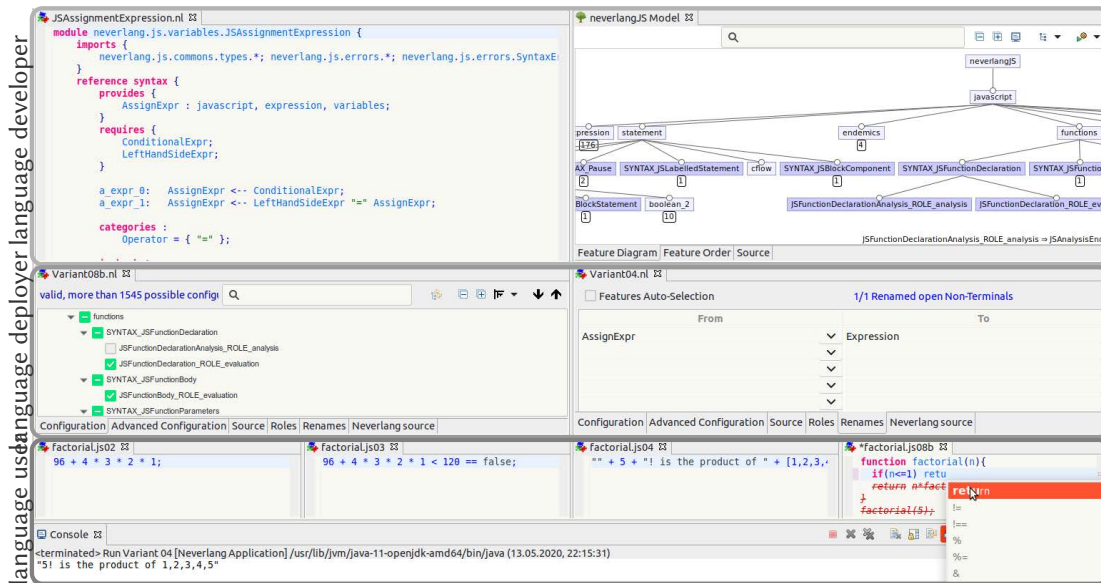 language developer
JSAssignmentExpression.nl
module neverlang.js.variables.JSAssignmentExpression {
imports {
neverlang.js.commons.types.*; neverlang.js.errors.*; neverlang.js.errors.SyntaxE
}
reference syntax {
provides {
AssignExpr : javascript, expression, variables;
}
requires {
ConditionalExpr;
LeftHandSideExpr;
}
a_expr_0: AssignExpr <-- ConditionalExpr;
a_expr_1: AssignExpr <-- LeftHandSideExpr "=" AssignExpr;
categories :
Operator = { "=" };
neverlangJS Model
neverlangJS
javascript
pression statement endemics functions
176 4
AX_Pause SYNTAX_JSLabelledStatement cflow SYNTAX_JSBlockComponent SYNTAX_JSFunctionDeclaration SYNTAX_JSFunctio
2 1 1 1
BlockStatement boolean_2 JSFunctionDeclarationAnalysis_ROLE_analysis JSFunctionDeclaration_ROLE_ev
1 10
JSFunctionDeclarationAnalysis_ROLE_analysis ⇒ JSAnalysisEnd
Feature Diagram Feature Order Source
language deployer
Variant08b.nl
valid, more than 1545 possible configu
functions
SYNTAX_JSFunctionDeclaration
JSFunctionDeclarationAnalysis_ROLE_analysis
JSFunctionDeclaration_ROLE_evaluation
SYNTAX_JSFunctionBody
JSFunctionBody_ROLE_evaluation
SYNTAX_JSFunctionParameters
Configuration Advanced Configuration Source Roles Renames Neverlang source
Variant04.nl
Features Auto-Selection 1/1 Renamed open Non-Terminals
From To
AssignExpr Expression
Configuration Advanced Configuration Source Roles Renames Neverlang source
language user
factorial.js02
96 + 4 * 3 * 2 * 1;
factorial.js03
96 + 4 * 3 * 2 * 1 < 120 == false;
factorial.js04
"" + 5 + "! is the product of " + [1,2,3,4
*factorial.js08b
function factorial(n){
if(n<=1) retu
return n*fact
}
factorial(5);
return
!=
!==
%
%=
&
Console
<terminated> Run Variant 04 [Neverlang Application] /usr/lib/jvm/java-11-openjdk-amd64/bin/java (13.05.2020, 22:15:31)
"5! is the product of 1,2,3,4,5"